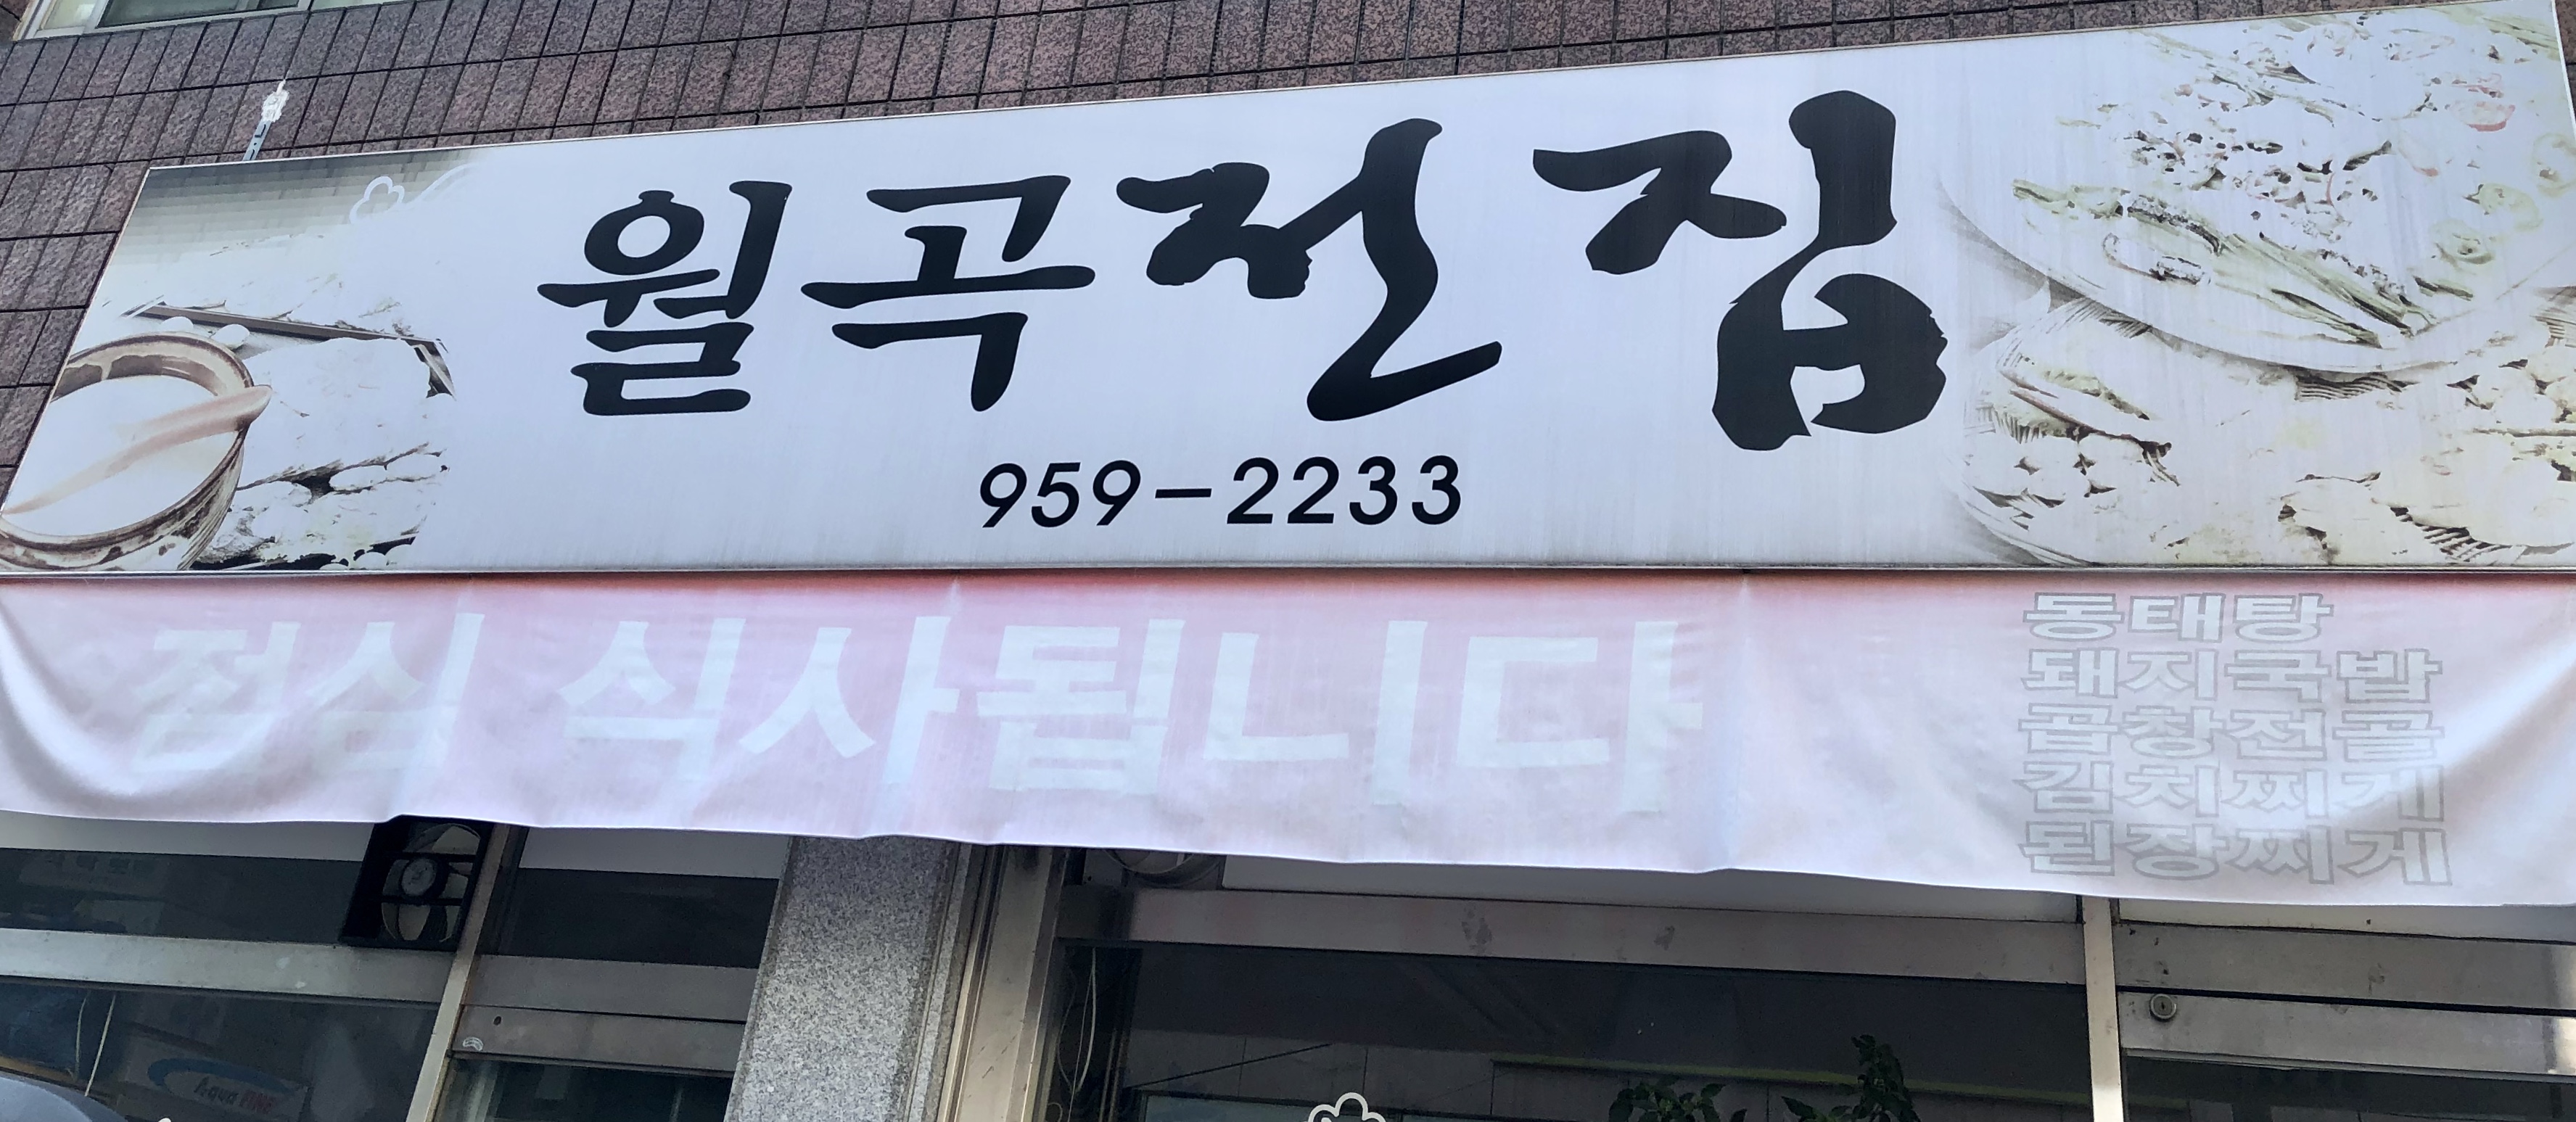 월곡전집
959-2233
점심 식사됩니다
동태탕
돼지국밥
곱창전골
김치찌게
된장찌게